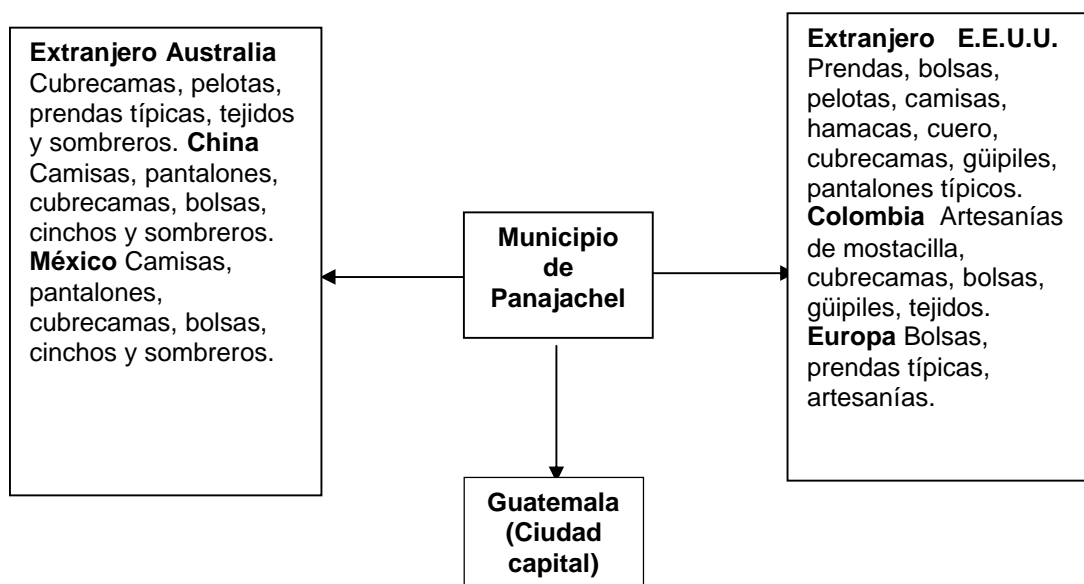 Extranjero Australia
Cubrecamas, pelotas,
prendas típicas, tejidos
y sombreros. China
Camisas, pantalones,
cubrecamas, bolsas,
cinchos y sombreros.
México Camisas,
pantalones,
cubrecamas, bolsas,
cinchos y sombreros.
Municipio
de
Panajachel
Extranjero E.E.U.U.
Prendas, bolsas,
pelotas, camisas,
hamacas, cuero,
cubrecamas, güipiles,
pantalones típicos.
Colombia Artesanías
de mostacilla,
cubrecamas, bolsas,
güipiles, tejidos.
Europa Bolsas,
prendas típicas,
artesanías.
Guatemala
(Ciudad
capital)